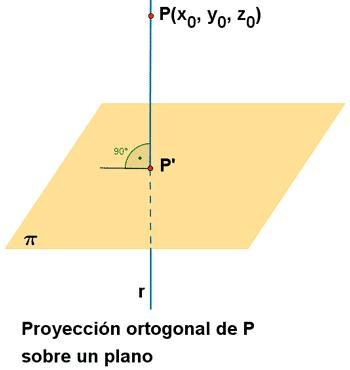 P(x₀, y₀, z₀)
90°
P'
π
r
Proyección ortogonal de P
sobre un plano